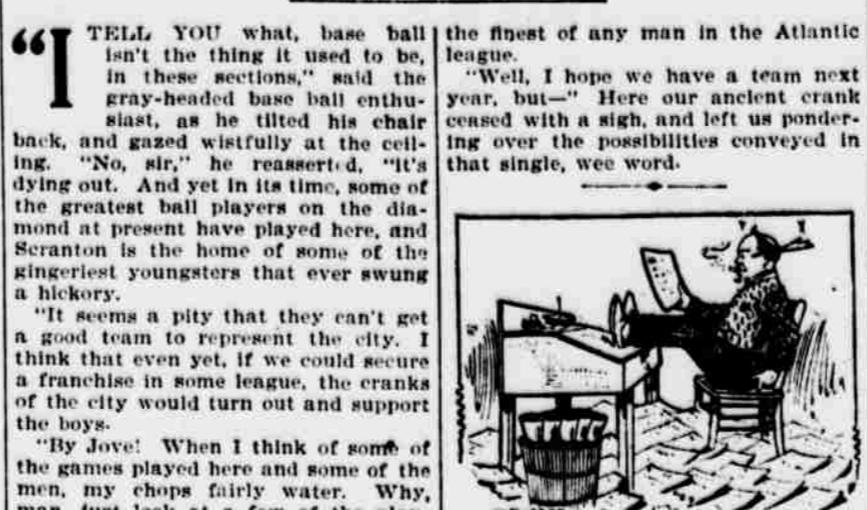 "I TELL YOU what, base ball
isn't the thing it used to be,
in these sections," said the
gray-headed base ball enthu-
siast, as he tilted his chair
back, and gazed wistfully at the ceil-
ing. "No, sir," he reasserted, "it's
dying out. And yet in its time, some of
the greatest ball players on the dia-
mond at present have played here, and
Scranton is the home of some of the
gingeriest youngsters that ever swung
a hickory.
"It seems a pity that they can't get
a good team to represent the city. I
think that even yet, if we could secure
a franchise in some league, the cranks
of the city would turn out and support
the boys.
"By Jove! When I think of some of
the games played here and some of the
men, my chops fairly water. Why,
man, just look at a few of the
the finest of any man in the Atlantic
league.
"Well, I hope we have a team next
year, but—" Here our ancient crank
ceased with a sigh, and left us ponder-
ing over the possibilities conveyed in
that single, wee word.